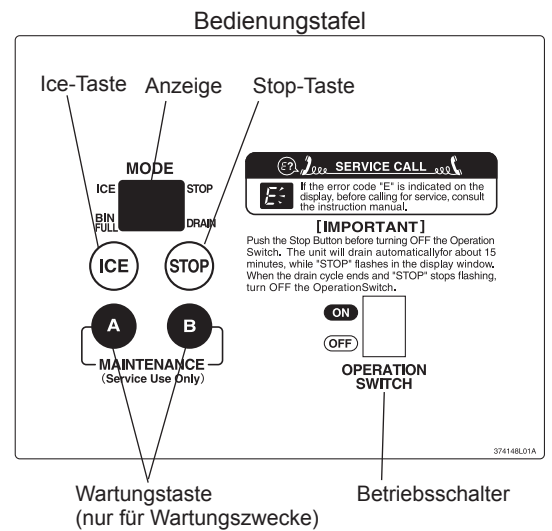 Bedienungstafel
Ice-Taste Anzeige Stop-Taste
MODE
ICE STOP
BIN FULL DRAIN
ICE STOP
A B
MAINTENANCE
(Service Use Only)
E? SERVICE CALL
E
If the error code "E" is indicated on the
display, before calling for service, consult
the instruction manual.
[IMPORTANT]
Push the Stop Button before turning OFF the Operation
Switch. The unit will drain automaticallyfor about 15
minutes, while "STOP" flashes in the display window.
When the drain cycle ends and "STOP" stops flashing,
turn OFF the OperationSwitch.
ON
OFF
OPERATION
SWITCH
374148L01A
Wartungstaste
(nur für Wartungszwecke)
Betriebsschalter